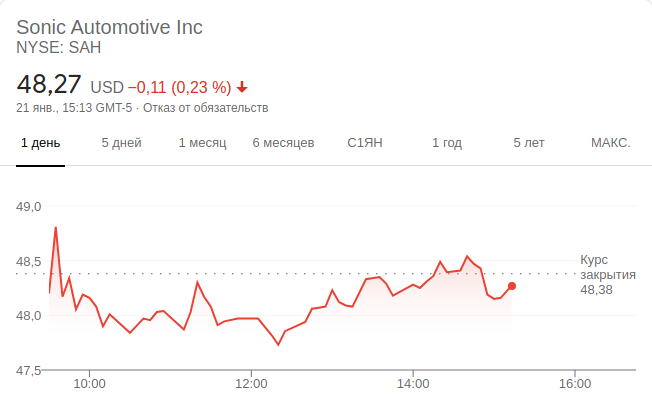 Sonic Automotive Inc
NYSE: SAH
48,27 USD −0,11 (0,23 %)
21 янв., 15:13 GMT-5 · Отказ от обязательств
1 день 5 дней 1 месяц 6 месяцев С1ЯН 1 год 5 лет МАКС.
49,0
48,5
48,0
47,5
Курс
закрытия
48,38
10:00 12:00 14:00 16:00